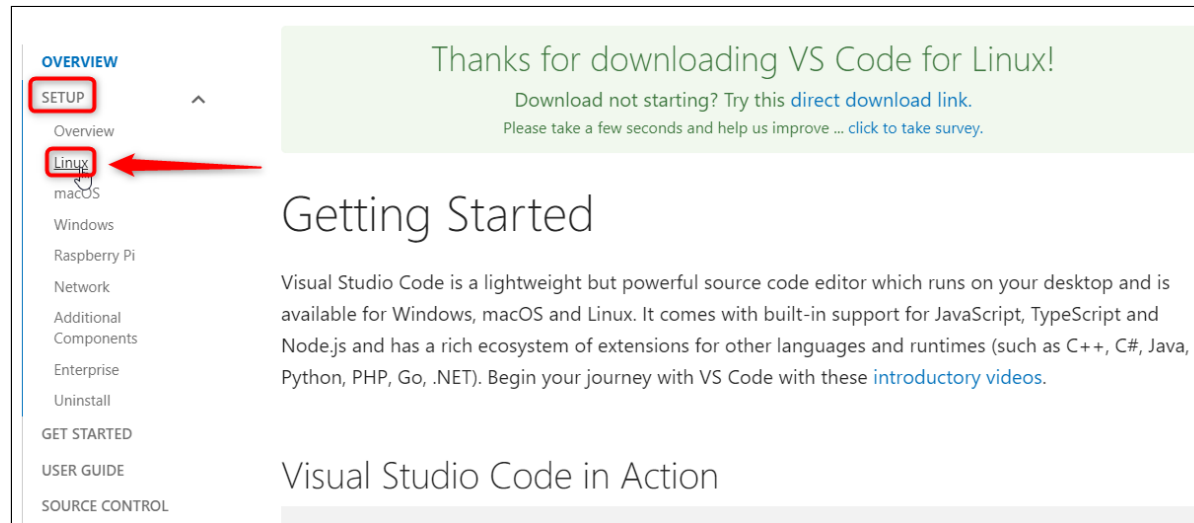 OVERVIEW
SETUP
Overview
Linux
macOS
Windows
Raspberry Pi
Network
Additional
Components
Enterprise
Uninstall
GET STARTED
USER GUIDE
SOURCE CONTROL
Thanks for downloading VS Code for Linux!
Download not starting? Try this direct download link.
Please take a few seconds and help us improve ... click to take survey.
Getting Started
Visual Studio Code is a lightweight but powerful source code editor which runs on your desktop and is
available for Windows, macOS and Linux. It comes with built-in support for JavaScript, TypeScript and
Node.js and has a rich ecosystem of extensions for other languages and runtimes (such as C++, C#, Java,
Python, PHP, Go, .NET). Begin your journey with VS Code with these introductory videos.
Visual Studio Code in Action